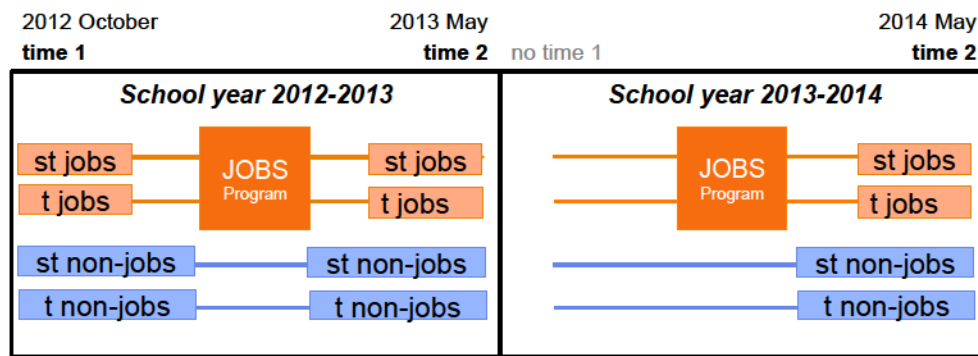 2012 October 2013 May 2014 May
time 1 time 2 no time 1 time 2
School year 2012-2013 School year 2013-2014
st jobs JOBS st jobs JOBS st jobs
t jobs Program t jobs Program t jobs
st non-jobs st non-jobs st non-jobs
t non-jobs t non-jobs t non-jobs